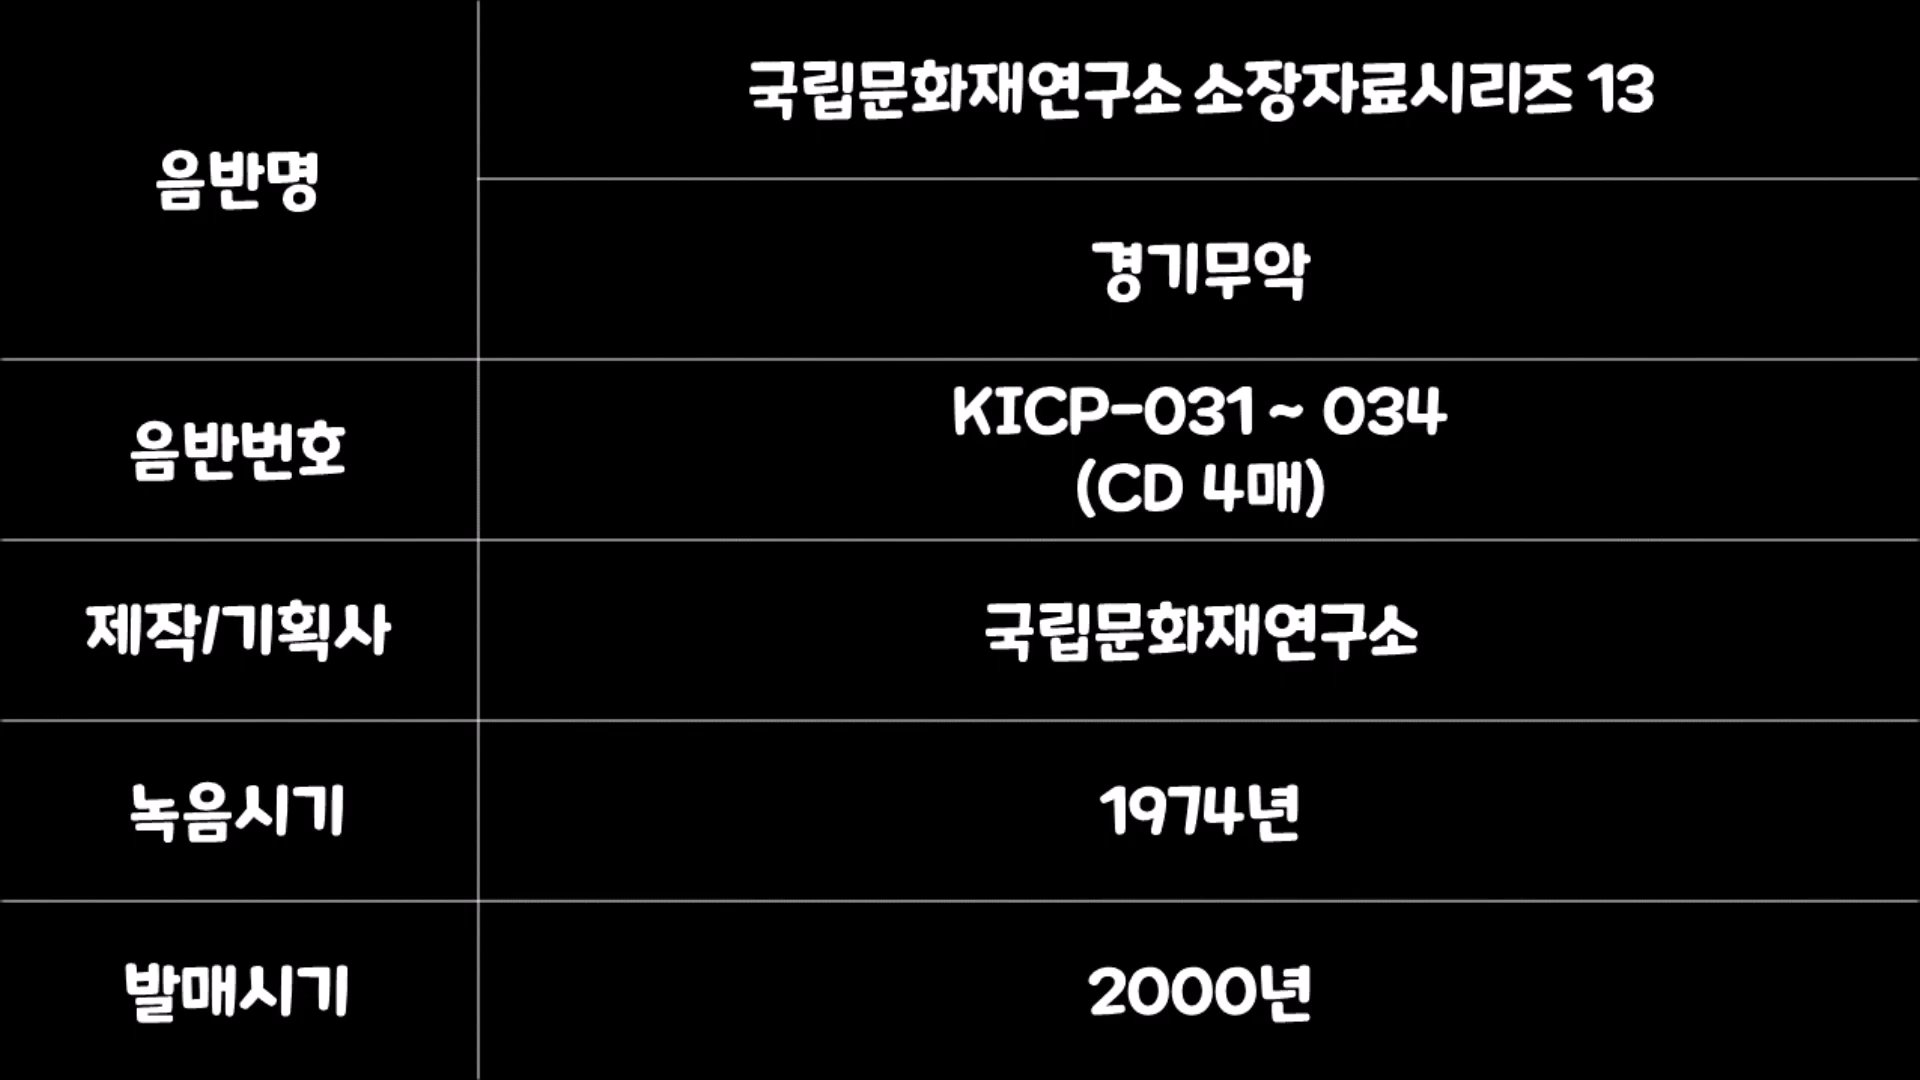 음반명
국립문화재연구소 소장자료시리즈 13
경기무악
음반번호
KICP-031 ~ 034
(CD 4매)
제작/기획사
국립문화재연구소
녹음시기
1974년
발매시기
2000년